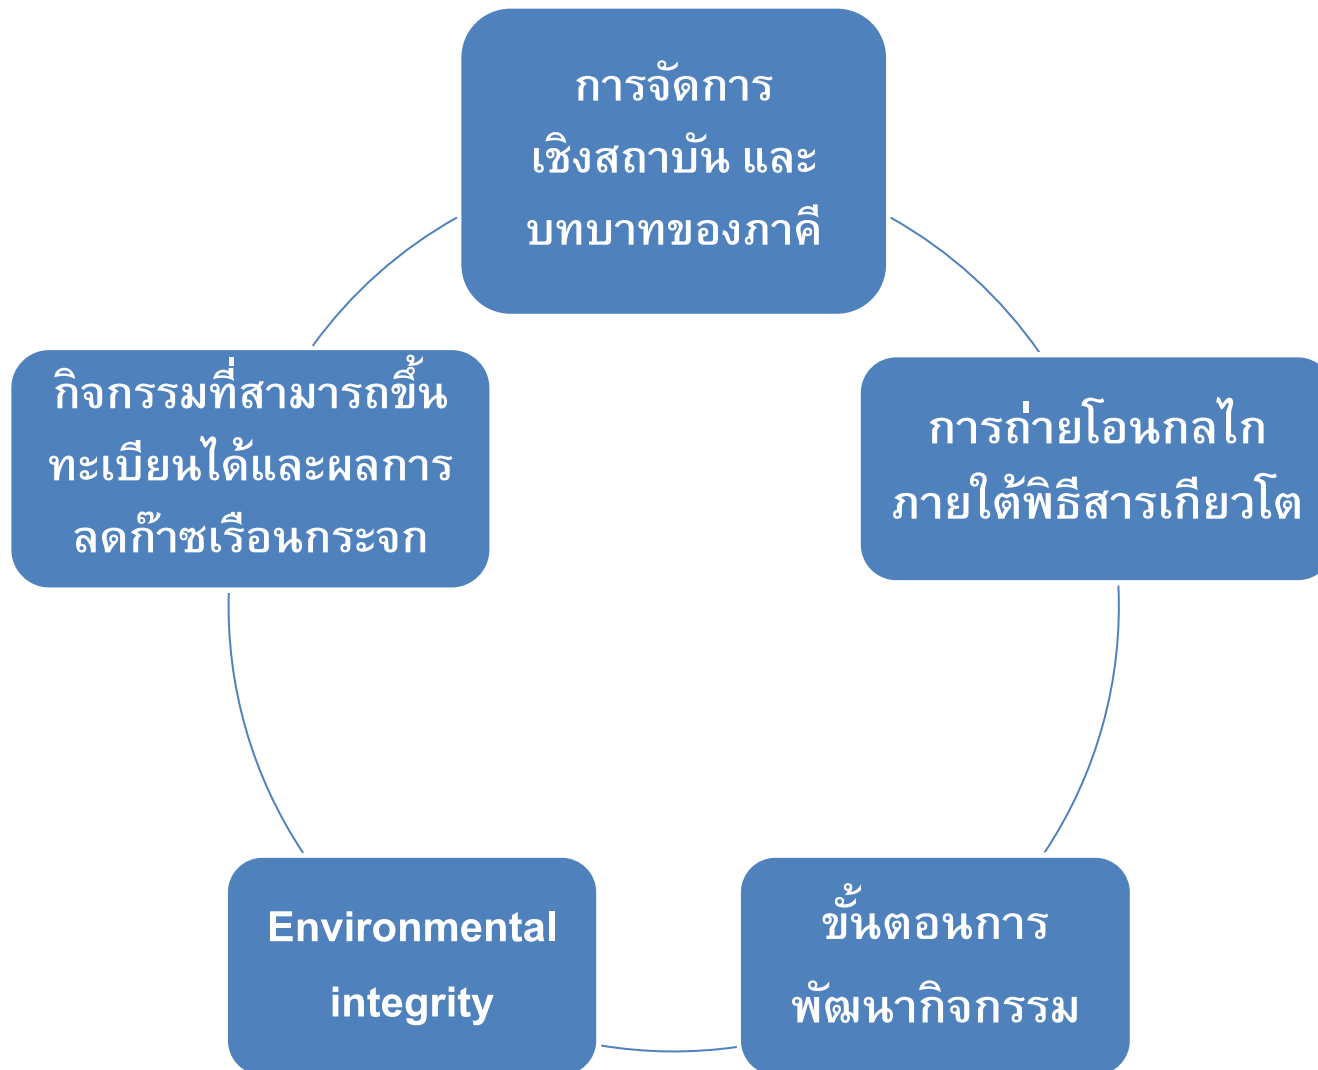 การจัดการ
เชิงสถาบัน และ
บทบาทของภาคี
กิจกรรมที่สามารถขึ้น
ทะเบียนได้และผลการ
ลดก๊าซเรือนกระจก
การถ่ายโอนกลไก
ภายใต้พิธีสารเกียวโต
Environmental
integrity
ขั้นตอนการ
พัฒนากิจกรรม